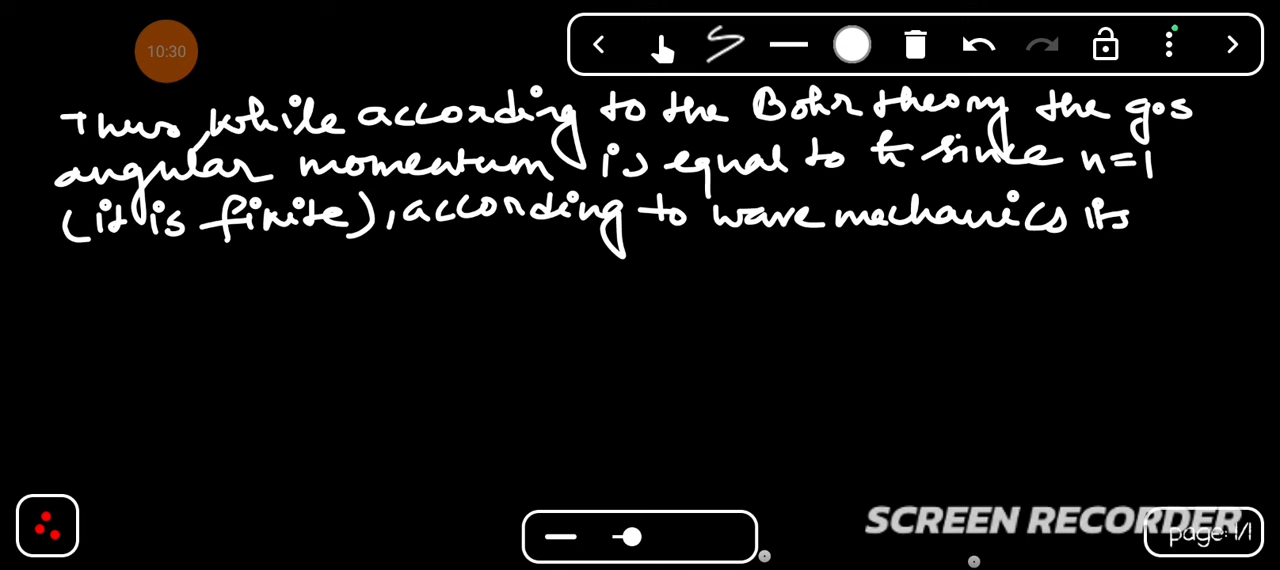 10:30
Thus, while according to the Bohr theory the gos
angular momentum is equal to ħ since n=1
(it is finite), according to wave mechanics its
SCREEN RECORDER
page: 1/1